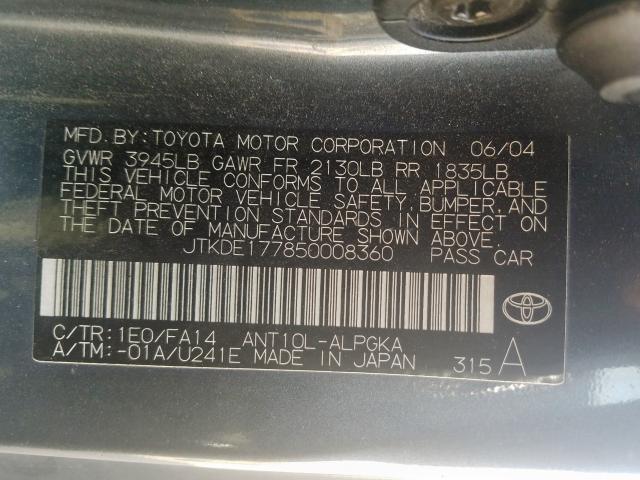 MFD. BY: TOYOTA MOTOR CORPORATION 06/04
GVWR 3945LB GAWR FR 2130LB RR 1835LB
THIS VEHICLE CONFORMS TO ALL APPLICABLE
FEDERAL MOTOR VEHICLE SAFETY, BUMPER, AND
THEFT PREVENTION STANDARDS IN EFFECT ON
THE DATE OF MANUFACTURE SHOWN ABOVE.
JTKDE177850008360 PASS CAR
C/TR: 1E0/FA14 ANT10L-ALPGKA
A/TM: -01A/U241E MADE IN JAPAN 315 A